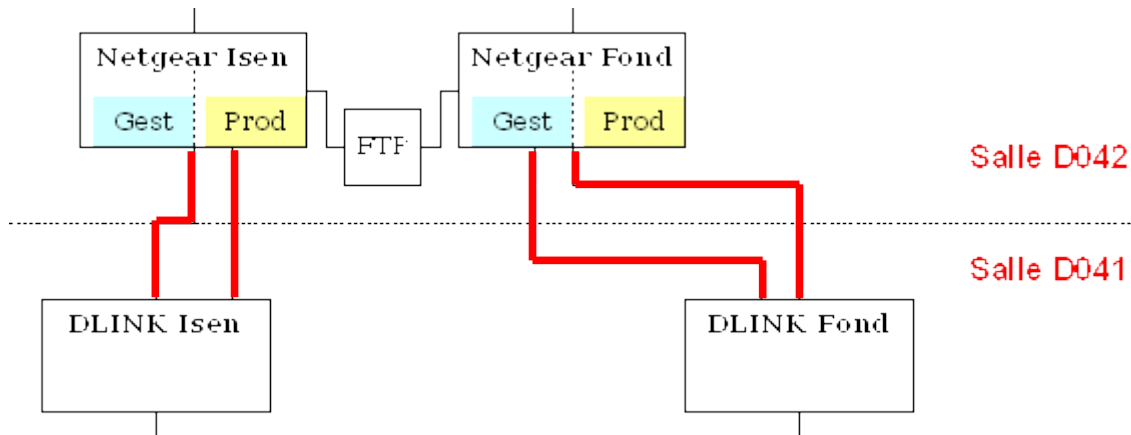 Netgear Isen
Netgear Fond
Gest
Prod
Gest
Prod
FTP
Salle D042
Salle D041
DLINK Isen
DLINK Fond